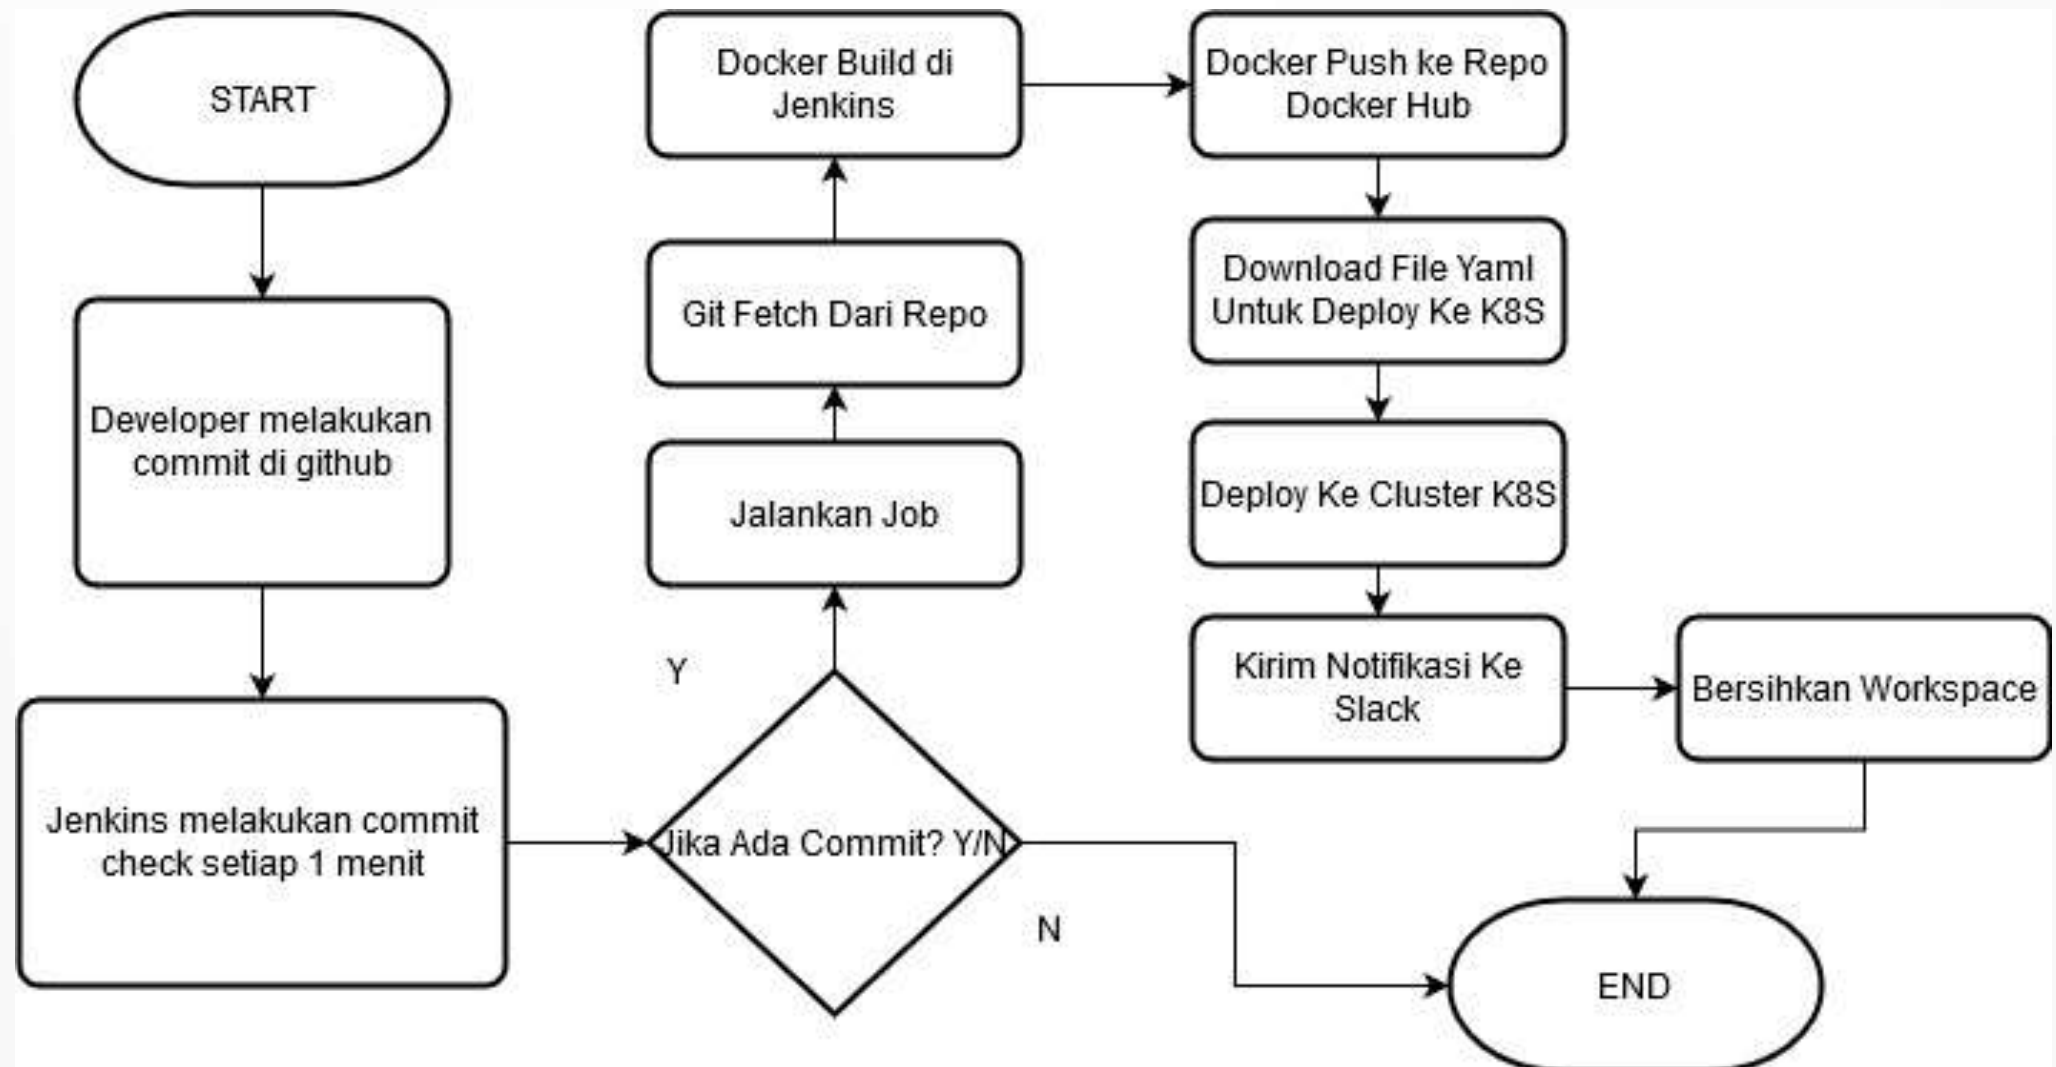 START
Developer melakukan
commit di github
Jenkins melakukan commit
check setiap 1 menit
Jika Ada Commit? Y/N
Y
N
Jalankan Job
Git Fetch Dari Repo
Docker Build di
Jenkins
Docker Push ke Repo
Docker Hub
Download File Yaml
Untuk Deploy Ke K8S
Deploy Ke Cluster K8S
Kirim Notifikasi Ke
Slack
Bersihkan Workspace
END